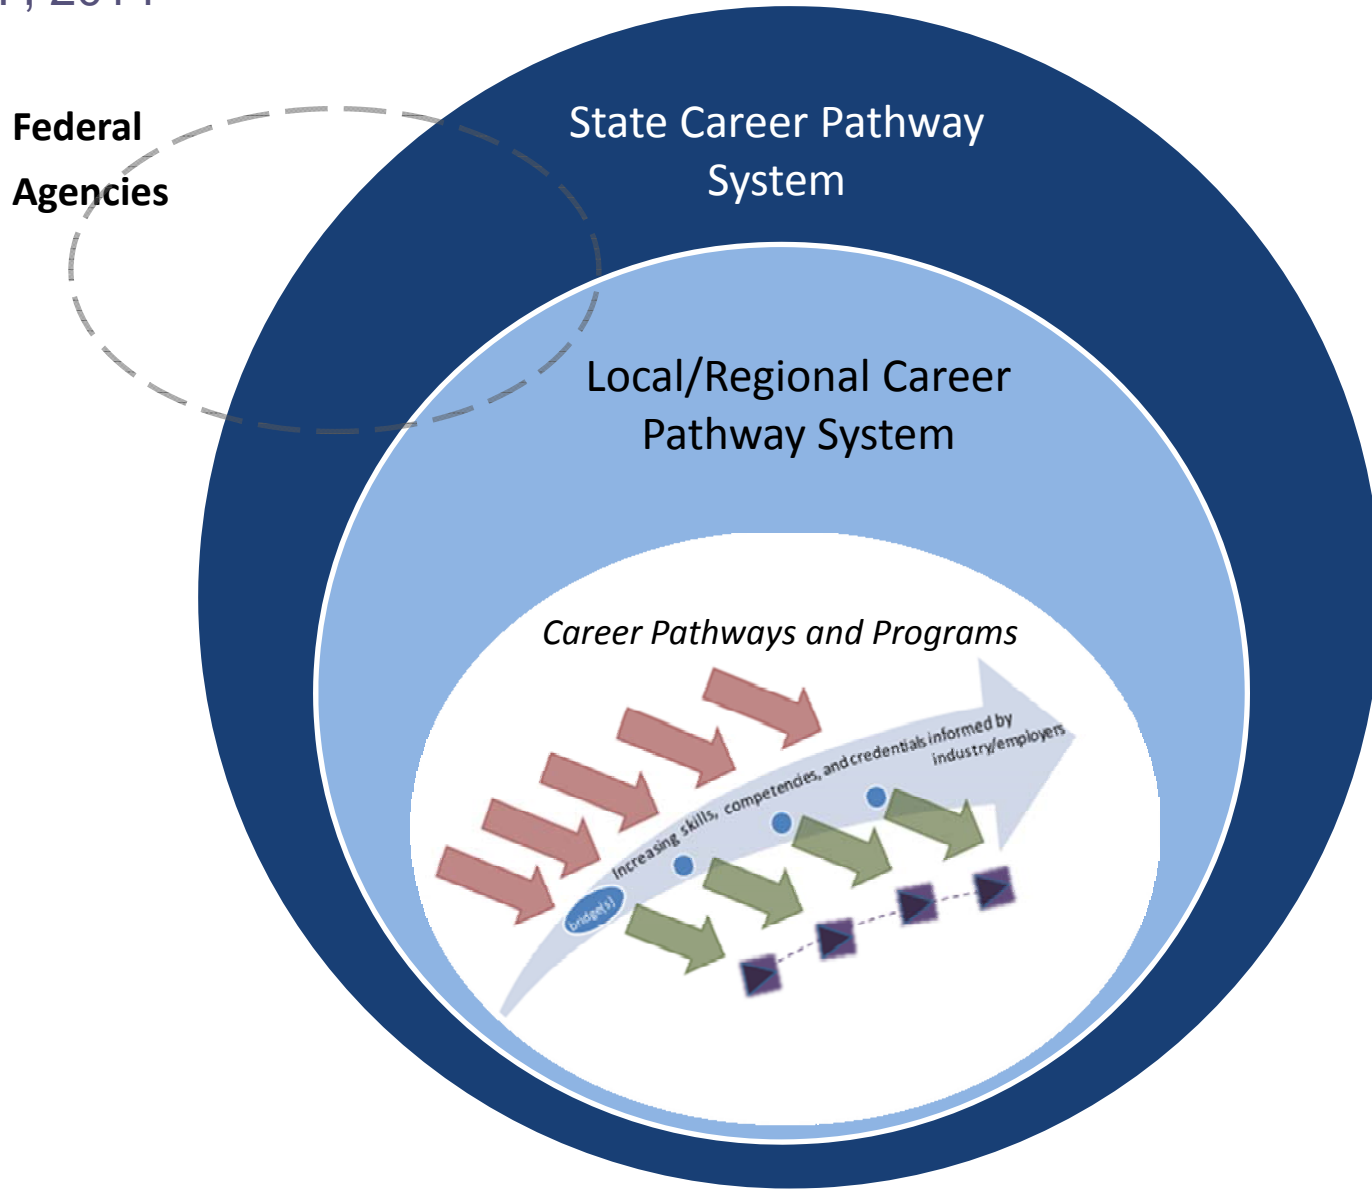 , 2014
Federal
Agencies
State Career Pathway
System
Local/Regional Career
Pathway System
Career Pathways and Programs
Increasing skills, competencies, and credentials informed by
industry/employers
bridge[s]